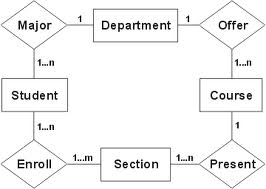 Major 1 Department 1 Offer
1...n 1...n
Student Course
1...n 1
Enroll 1...m Section 1...n Present